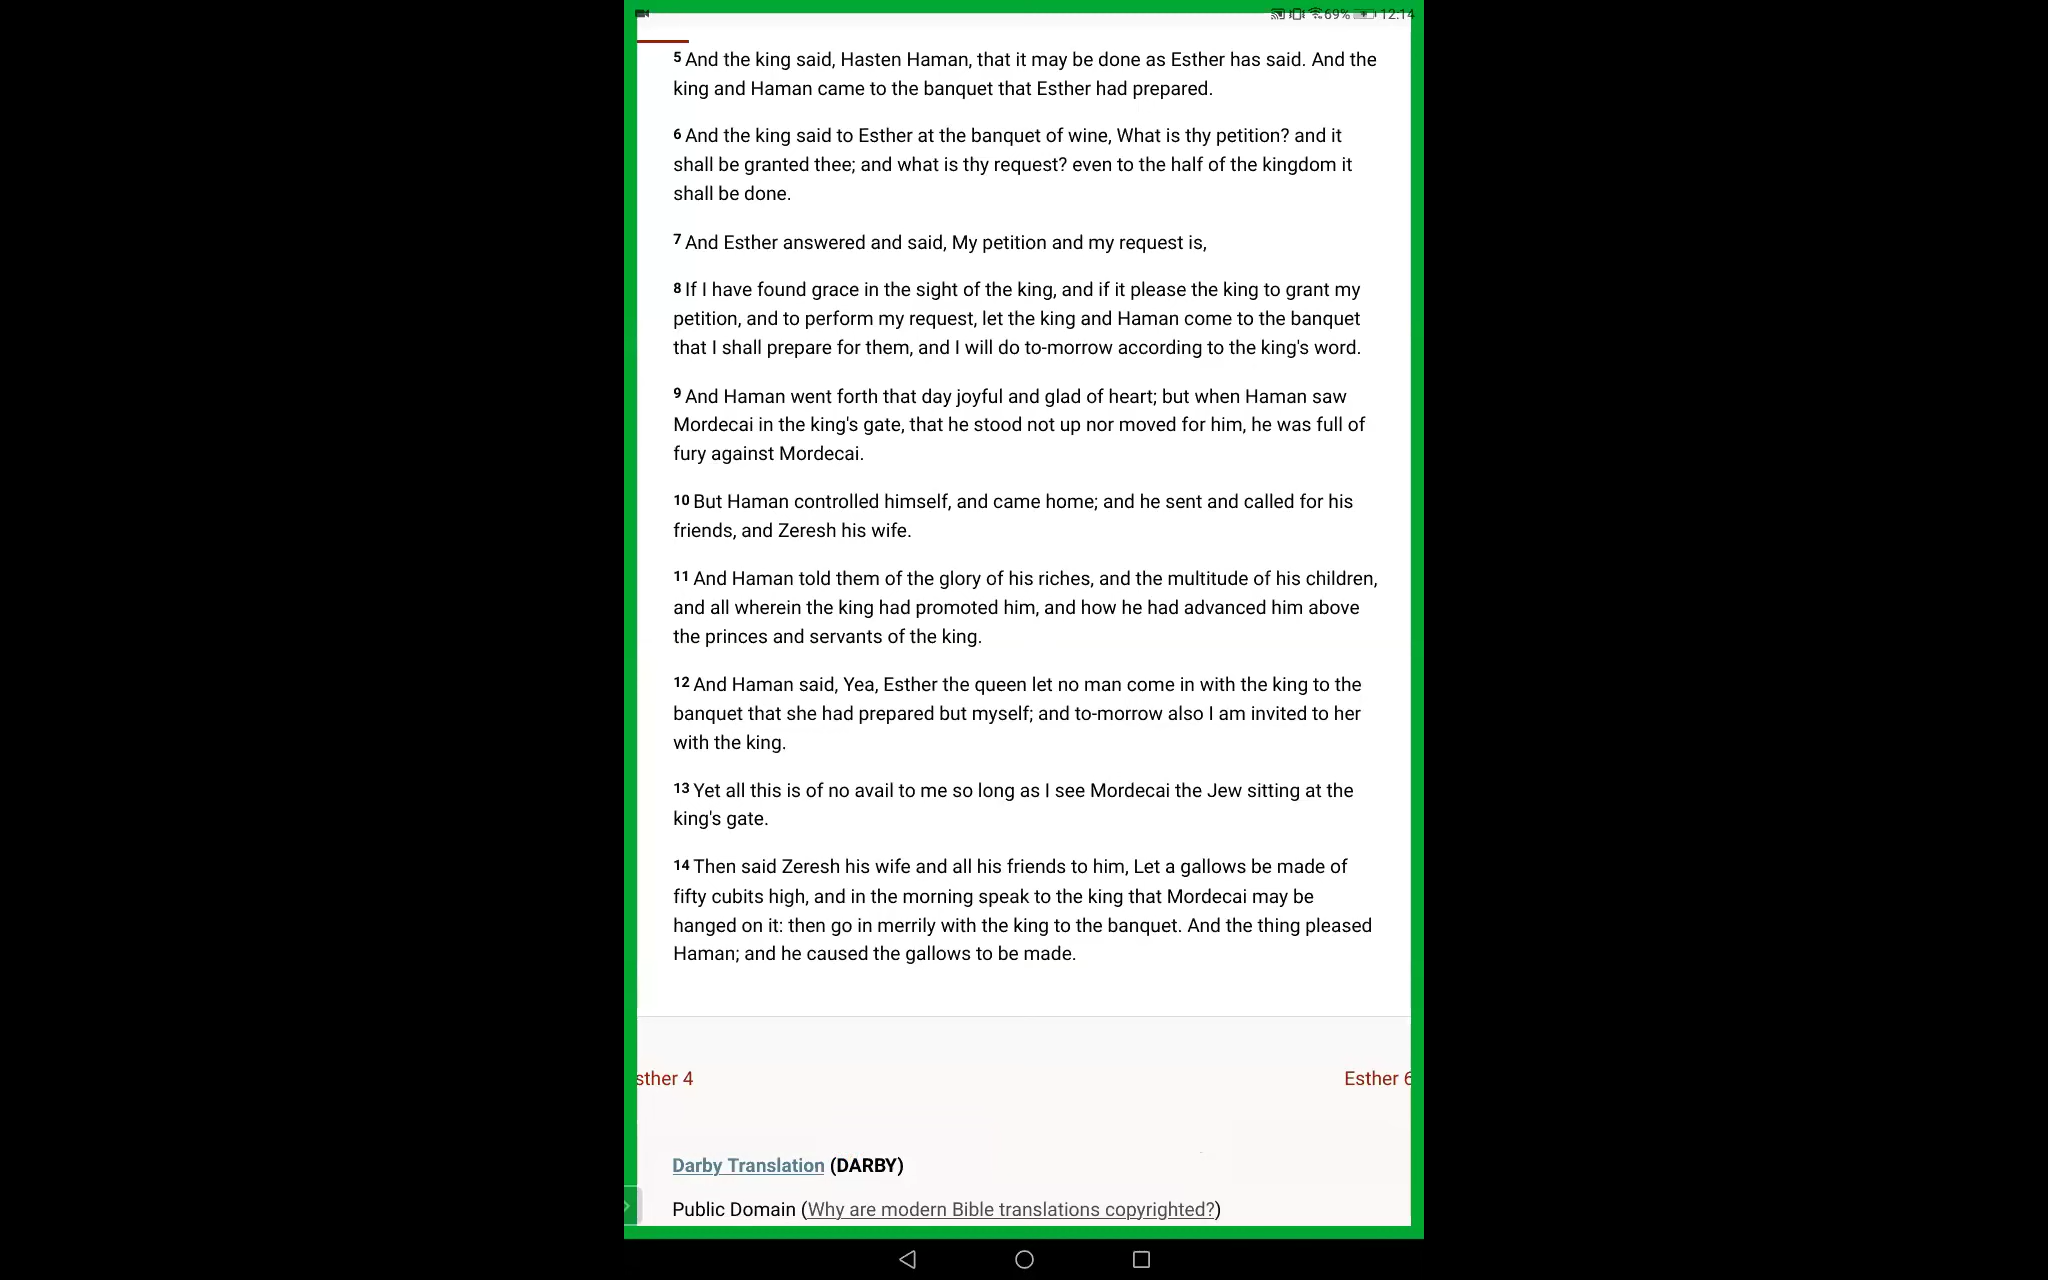 69% 12:14
5 And the king said, Hasten Haman, that it may be done as Esther has said. And the
king and Haman came to the banquet that Esther had prepared.
6 And the king said to Esther at the banquet of wine, What is thy petition? and it
shall be granted thee; and what is thy request? even to the half of the kingdom it
shall be done.
7 And Esther answered and said, My petition and my request is,
8 If I have found grace in the sight of the king, and if it please the king to grant my
petition, and to perform my request, let the king and Haman come to the banquet
that I shall prepare for them, and I will do to-morrow according to the king's word.
9 And Haman went forth that day joyful and glad of heart; but when Haman saw
Mordecai in the king's gate, that he stood not up nor moved for him, he was full of
fury against Mordecai.
10 But Haman controlled himself, and came home; and he sent and called for his
friends, and Zeresh his wife.
11 And Haman told them of the glory of his riches, and the multitude of his children,
and all wherein the king had promoted him, and how he had advanced him above
the princes and servants of the king.
12 And Haman said, Yea, Esther the queen let no man come in with the king to the
banquet that she had prepared but myself; and to-morrow also I am invited to her
with the king.
13 Yet all this is of no avail to me so long as I see Mordecai the Jew sitting at the
king's gate.
14 Then said Zeresh his wife and all his friends to him, Let a gallows be made of
fifty cubits high, and in the morning speak to the king that Mordecai may be
hanged on it: then go in merrily with the king to the banquet. And the thing pleased
Haman; and he caused the gallows to be made.
sther 4 Esther 6
Darby Translation (DARBY)
Public Domain (Why are modern Bible translations copyrighted?)